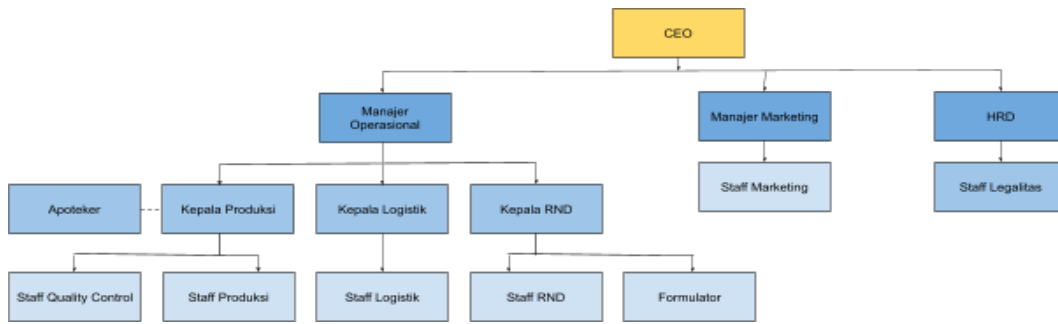 CEO
Manajer
Operasional
Manajer Marketing
HRD
Staff Marketing
Staff Legalitas
Apoteker
Kepala Produksi
Kepala Logistik
Kepala RND
Staff Quality Control
Staff Produksi
Staff Logistik
Staff RND
Formulator